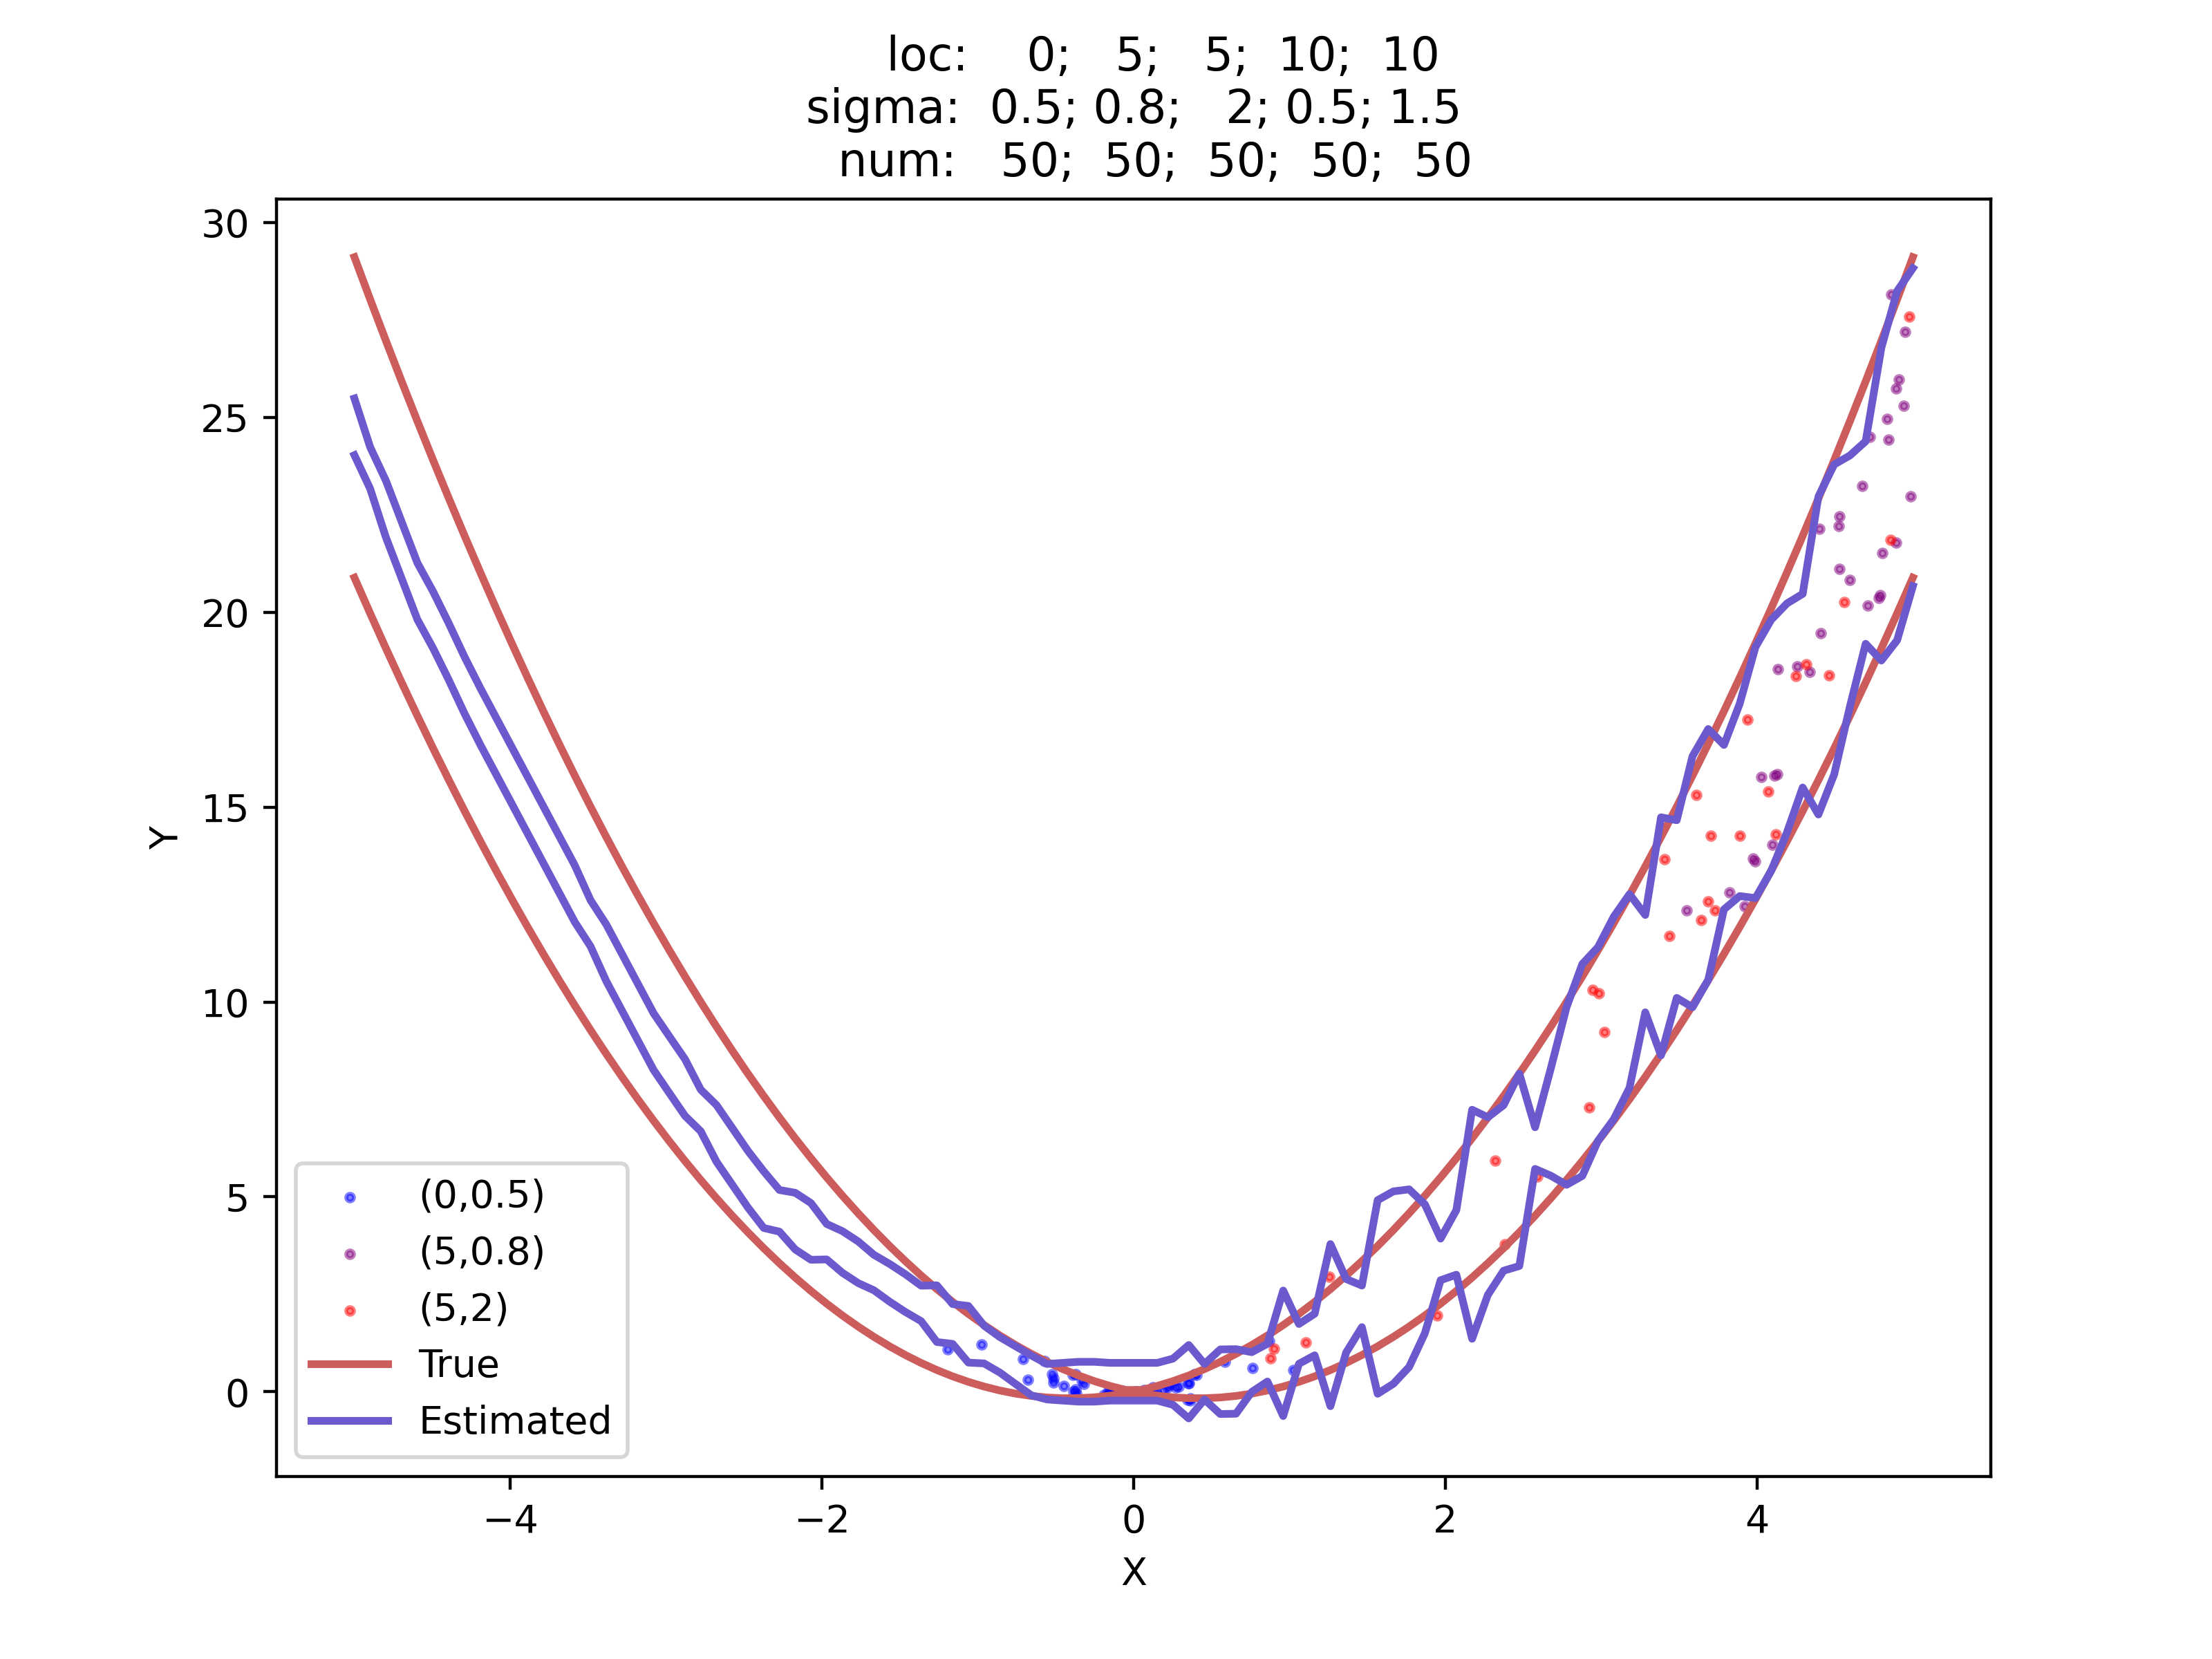 loc: 0; 5; 5; 10; 10
sigma: 0.5; 0.8; 2; 0.5; 1.5
num: 50; 50; 50; 50; 50
30
25
20
15
10
5
0
Y
(0,0.5)
(5,0.8)
(5,2)
True
Estimated
−4 −2 0 2 4
X